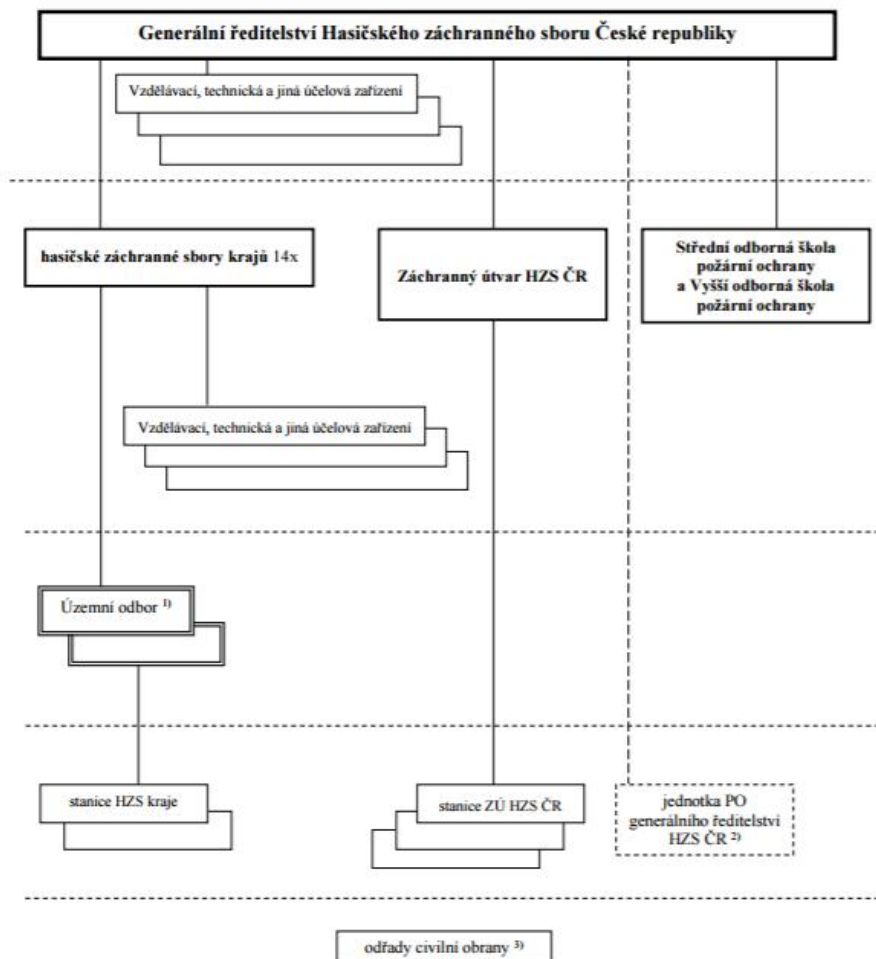 Generální ředitelství Hasičského záchranného sboru České republiky
Vzdělávací, technická a jiná účelová zařízení
hasičské záchranné sbory krajů 14x
Záchranný útvar HZS ČR
Střední odborná škola
požární ochrany
a Vyšší odborná škola
požární ochrany
Vzdělávací, technická a jiná účelová zařízení
Územní odbor 1)
stanice HZS kraje
stanice ZÚ HZS ČR
jednotka PO
generálního ředitelství
HZS ČR 2)
odřady civilní obrany 3)